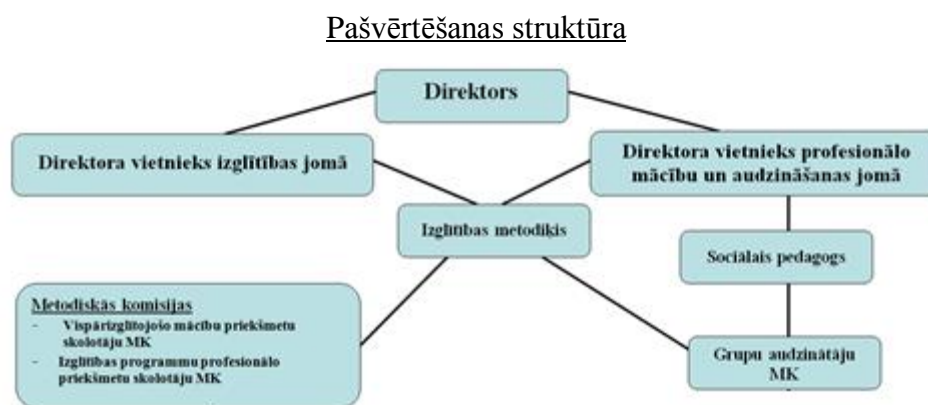 Pašvērtēšanas struktūra
Direktors
Direktora vietnieks izglītības jomā
Direktora vietnieks profesionālo
mācību un audzināšanas jomā
Izglītības metodiķis
Sociālais pedagogs
Metodiskās komisijas
- Vispārizglītojošo mācību priekšmetu
skolotāju MK
- Izglītības programmu profesionālo
priekšmetu skolotāju MK
Grupu audzinātāju
MK